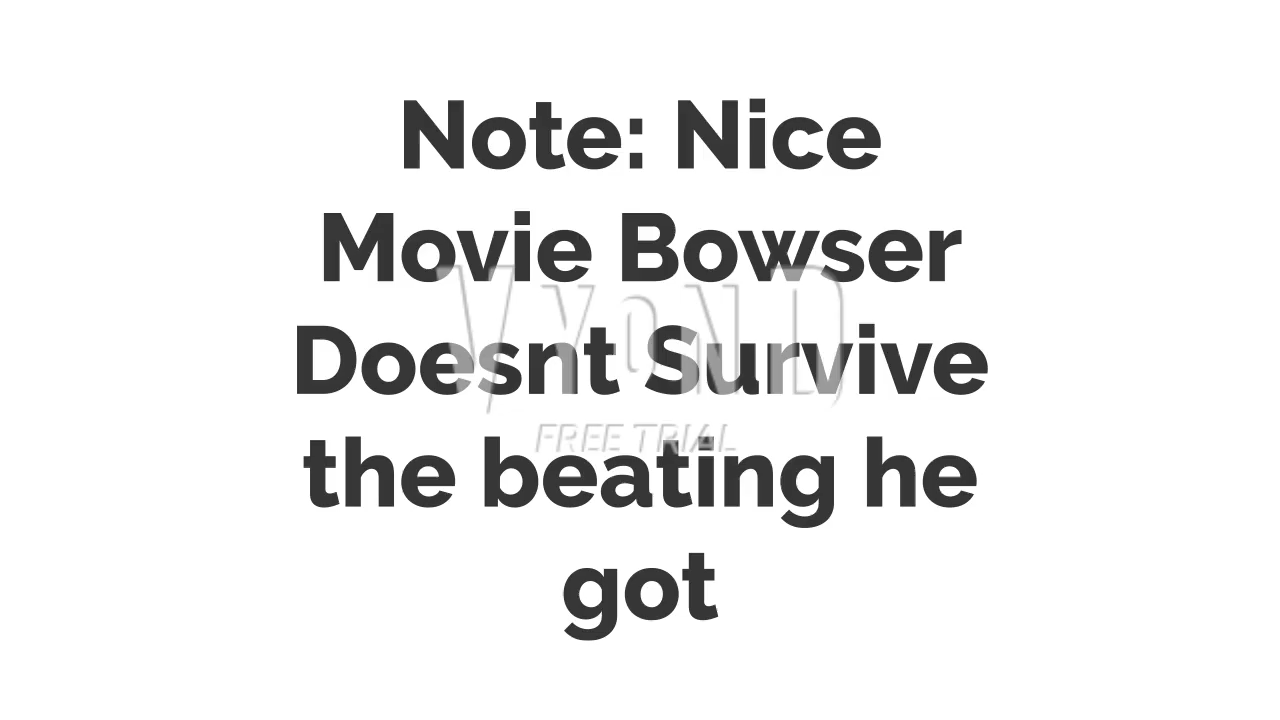 Note: Nice
Movie Bowser
Doesnt Survive
the beating he
got
VYOND
FREE TRIAL